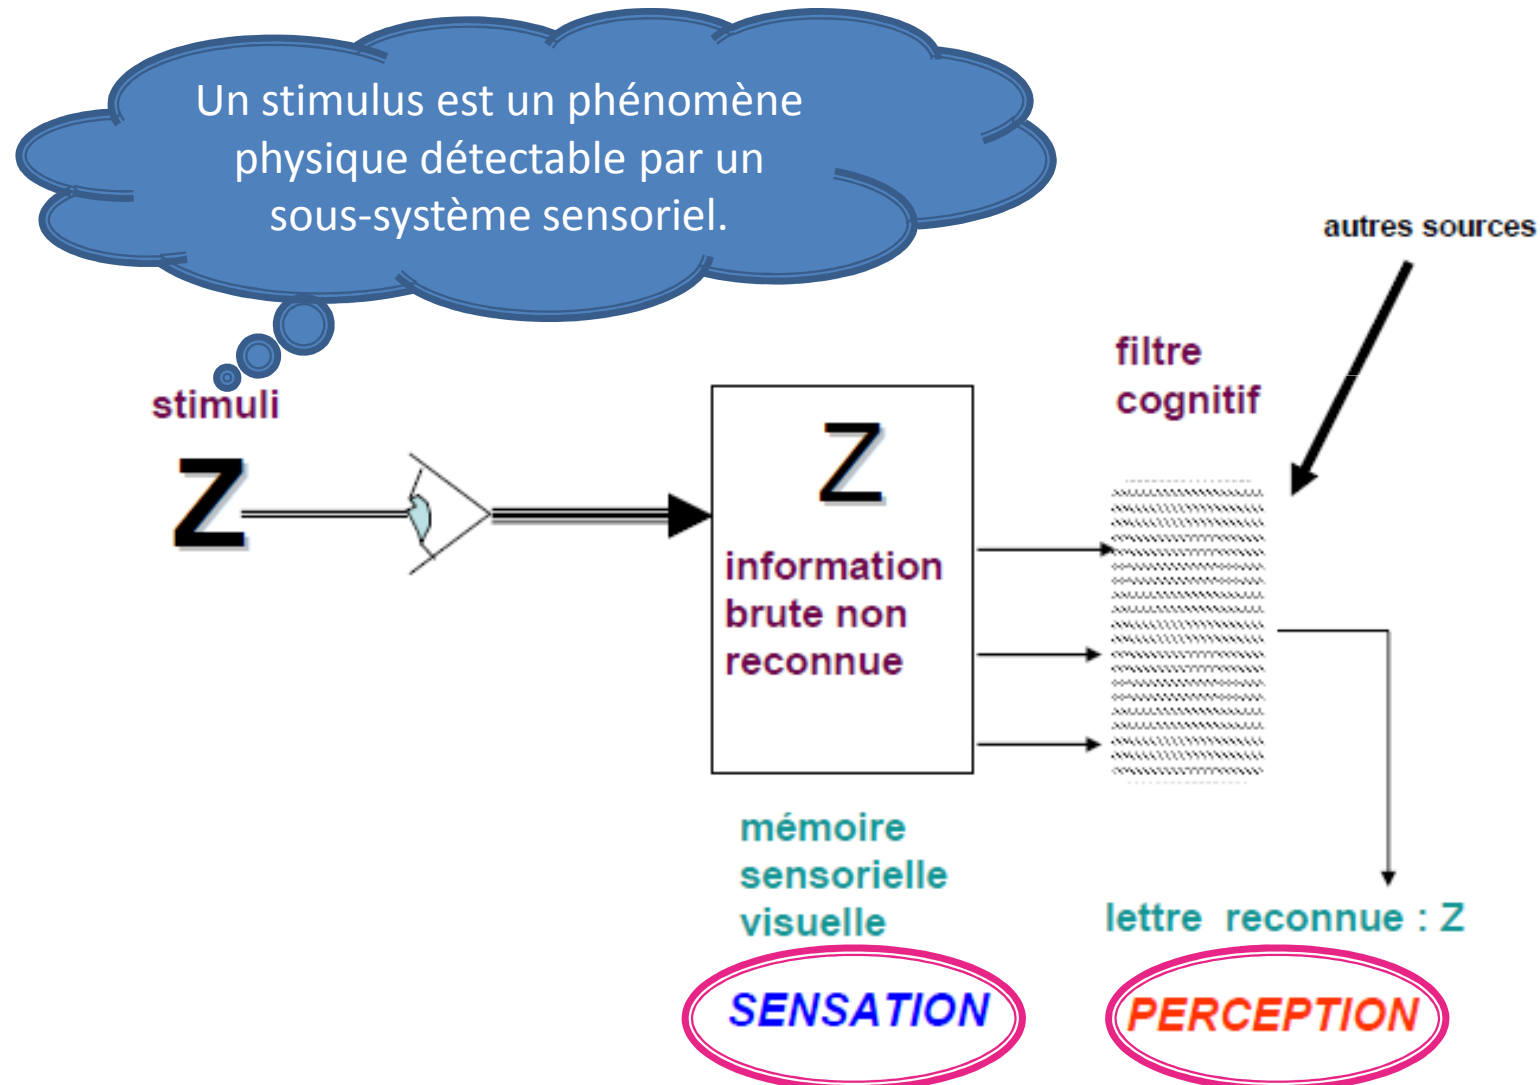 Un stimulus est un phénomène
physique détectable par un
sous-système sensoriel.
autres sources
filtre
cognitif
stimuli
Z
Z
information
brute non
reconnue
mémoire
sensorielle
visuelle
lettre reconnue : Z
SENSATION
PERCEPTION